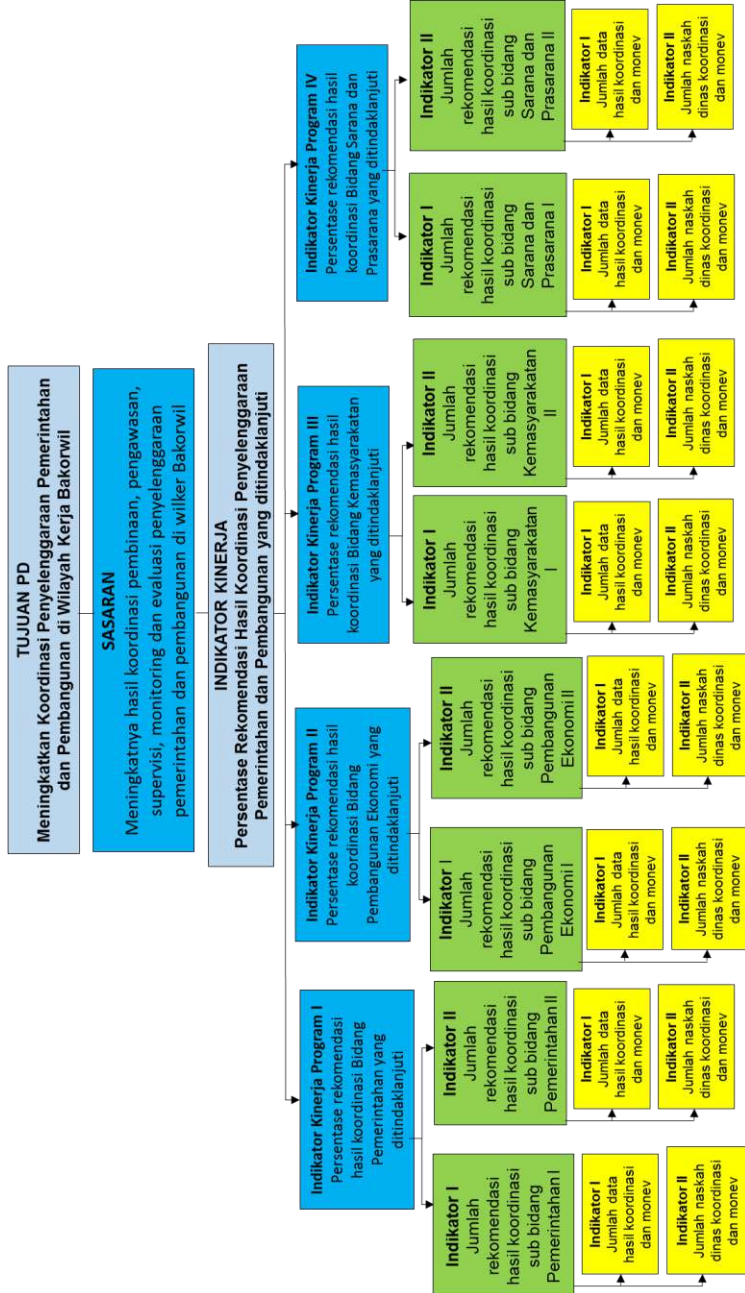 TUJUAN PD
Meningkatkan Koordinasi Penyelenggaraan Pemerintahan
dan Pembangunan di Wilayah Kerja Bakorwil
SASARAN
Meningkatnya hasil koordinasi pembinaan, pengawasan,
supervisi, monitoring dan evaluasi penyelenggaraan
pemerintahan dan pembangunan di wilker Bakorwil
INDIKATOR KINERJA
Persentase Rekomendasi Hasil Koordinasi Penyelenggaraan
Pemerintahan dan Pembangunan yang ditindaklanjuti
Indikator Kinerja Program I
Persentase rekomendasi
hasil koordinasi Bidang
Pemerintahan yang
ditindaklanjuti
Indikator Kinerja Program II
Persentase rekomendasi hasil
koordinasi Bidang
Pembangunan Ekonomi yang
ditindaklanjuti
Indikator Kinerja Program III
Persentase rekomendasi hasil
koordinasi Bidang Kemasyarakatan
yang ditindaklanjuti
Indikator Kinerja Program IV
Persentase rekomendasi hasil
koordinasi Bidang Sarana dan
Prasarana yang ditindaklanjuti
Indikator I
Jumlah
rekomendasi
hasil koordinasi
sub bidang
Pemerintahan I
Indikator II
Jumlah
rekomendasi
hasil koordinasi
sub bidang
Pemerintahan II
Indikator I
Jumlah
rekomendasi
hasil koordinasi
sub bidang
Pembangunan
Ekonomi I
Indikator II
Jumlah
rekomendasi
hasil koordinasi
sub bidang
Pembangunan
Ekonomi II
Indikator I
Jumlah
rekomendasi
hasil koordinasi
sub bidang
Kemasyarakatan
I
Indikator II
Jumlah
rekomendasi
hasil koordinasi
sub bidang
Kemasyarakatan
II
Indikator I
Jumlah
rekomendasi
hasil koordinasi
sub bidang
Sarana dan
Prasarana I
Indikator II
Jumlah
rekomendasi
hasil koordinasi
sub bidang
Sarana dan
Prasarana II
Indikator I
Jumlah data
hasil koordinasi
dan monev
Indikator I
Jumlah data
hasil koordinasi
dan monev
Indikator I
Jumlah data
hasil koordinasi
dan monev
Indikator I
Jumlah data
hasil koordinasi
dan monev
Indikator I
Jumlah data
hasil koordinasi
dan monev
Indikator I
Jumlah data
hasil koordinasi
dan monev
Indikator I
Jumlah data
hasil koordinasi
dan monev
Indikator I
Jumlah data
hasil koordinasi
dan monev
Indikator II
Jumlah naskah
dinas koordinasi
dan monev
Indikator II
Jumlah naskah
dinas koordinasi
dan monev
Indikator II
Jumlah naskah
dinas koordinasi
dan monev
Indikator II
Jumlah naskah
dinas koordinasi
dan monev
Indikator II
Jumlah naskah
dinas koordinasi
dan monev
Indikator II
Jumlah naskah
dinas koordinasi
dan monev
Indikator II
Jumlah naskah
dinas koordinasi
dan monev
Indikator II
Jumlah naskah
dinas koordinasi
dan monev